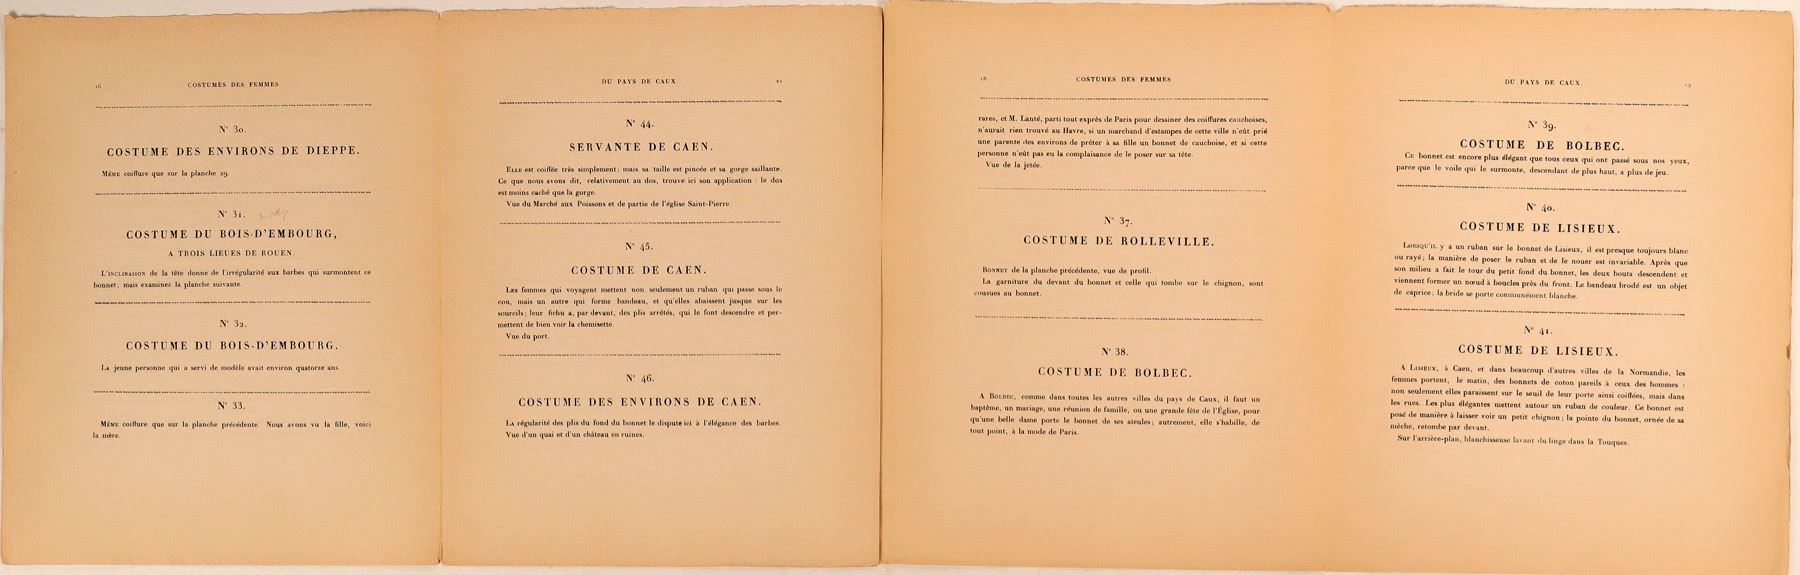 16
COSTUMES DES FEMMES
N° 30.
COSTUME DES ENVIRONS DE DIEPPE.
MÊME coiffure que sur la planche 29.
N° 31.
COSTUME DU BOIS-D'EMBOURG,
A TROIS LIEUES DE ROUEN.
L'INCLINAISON de la tête donne de l'irrégularité aux barbes qui surmontent ce
bonnet; mais examinez la planche suivante.
N° 32.
COSTUME DU BOIS-D'EMBOURG.
LA jeune personne qui a servi de modèle avait environ quatorze ans.
N° 33.
MÊME coiffure que sur la planche précédente. Nous avons vu la fille, voici
la mère.
DU PAYS DE CAUX.
21
N° 44.
SERVANTE DE CAEN.
ELLE est coiffée très simplement; mais sa taille est pincée et sa gorge saillante.
Ce que nous avons dit, relativement au dos, trouve ici son application : le dos
est moins caché que la gorge.
Vue du Marché aux Poissons et de partie de l'église Saint-Pierre.
N° 45.
COSTUME DE CAEN.
LES femmes qui voyagent mettent non seulement un ruban qui passe sous le
cou, mais un autre qui forme bandeau, et qu'elles abaissent jusque sur les
sourcils; leur fichu a, par devant, des plis arrêtés, qui le font descendre et per-
mettent de bien voir la chemisette.
Vue du port.
N° 46.
COSTUME DES ENVIRONS DE CAEN.
LA régularité des plis du fond du bonnet le dispute ici à l'élégance des barbes.
Vue d'un quai et d'un château en ruines.
18
COSTUMES DES FEMMES
rares, et M. Lanté, parti tout exprès de Paris pour dessiner des coiffures cauchoises,
n'aurait rien trouvé au Havre, si un marchand d'estampes de cette ville n'eût prié
une parente des environs de prêter à sa fille un bonnet de cauchoise, et si cette
personne n'eût pas eu la complaisance de le poser sur sa tête.
Vue de la jetée.
N° 37.
COSTUME DE ROLLEVILLE.
BONNET de la planche précédente, vue de profil.
La garniture du devant du bonnet et celle qui tombe sur le chignon, sont
cousues au bonnet.
N° 38.
COSTUME DE BOLBEC.
A BOLBEC, comme dans toutes les autres villes du pays de Caux, il faut un
baptême, un mariage, une réunion de famille, ou une grande fête de l'Église, pour
qu'une belle dame porte le bonnet de ses aïeules; autrement, elle s'habille, de
tout point, à la mode de Paris.
DU PAYS DE CAUX.
19
N° 39.
COSTUME DE BOLBEC.
CE bonnet est encore plus élégant que tous ceux qui ont passé sous nos yeux,
parce que le voile qui le surmonte, descendant de plus haut, a plus de jeu.
N° 40.
COSTUME DE LISIEUX.
LORSQU'IL y a un ruban sur le bonnet de Lisieux, il est presque toujours blanc
ou rayé; la manière de poser le ruban et de le nouer est invariable. Après que
son milieu a fait le tour du petit fond du bonnet, les deux bouts descendent et
viennent former un nœud à boucles près du front. Le bandeau brodé est un objet
de caprice; la bride se porte communément blanche.
N° 41.
COSTUME DE LISIEUX.
A LISIEUX, à Caen, et dans beaucoup d'autres villes de la Normandie, les
femmes portent, le matin, des bonnets de coton pareils à ceux des hommes :
non seulement elles paraissent sur le seuil de leur porte ainsi coiffées, mais dans
les rues. Les plus élégantes mettent autour un ruban de couleur. Ce bonnet est
posé de manière à laisser voir un petit chignon; la pointe du bonnet, ornée de sa
mèche, retombe par devant.
Sur l'arrière-plan, blanchisseuse lavant du linge dans la Touques.